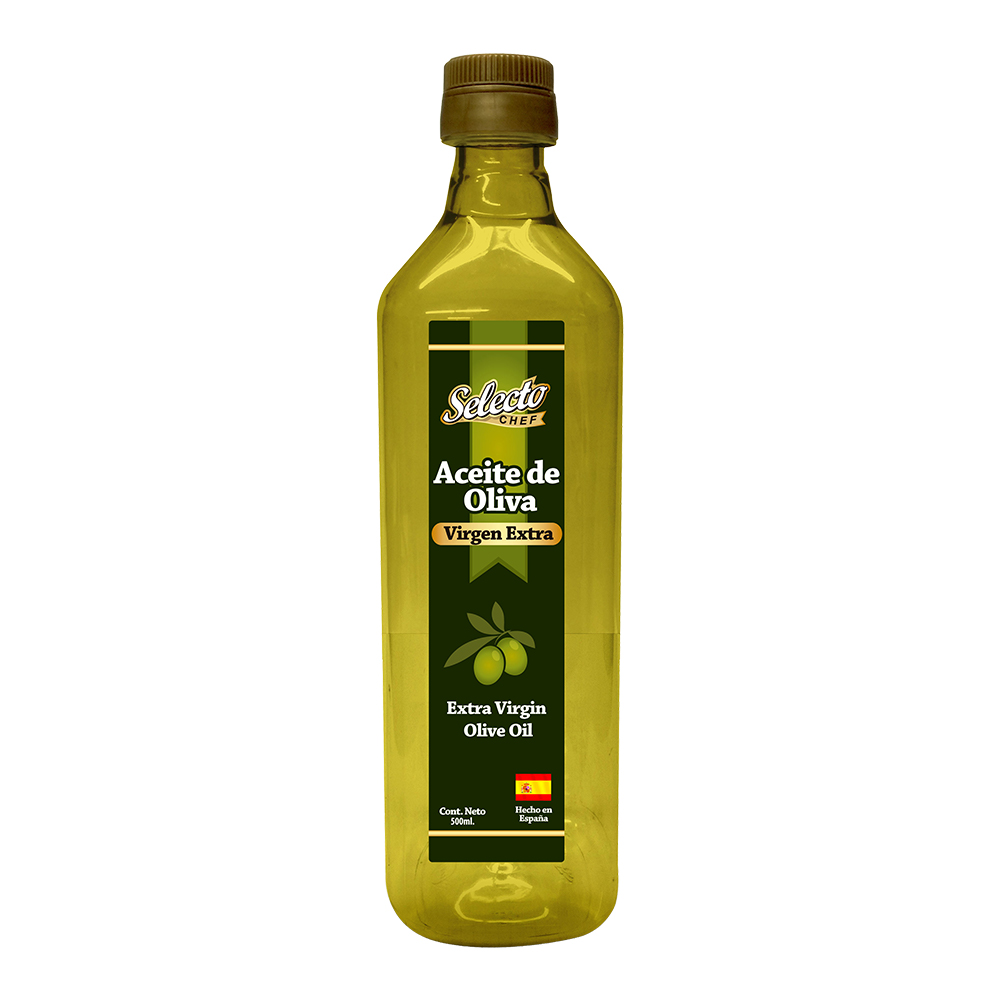 Selecto
CHEF
Aceite de
Oliva
Virgen Extra
Extra Virgin
Olive Oil
Cont. Neto
500ml.
Hecho en
España